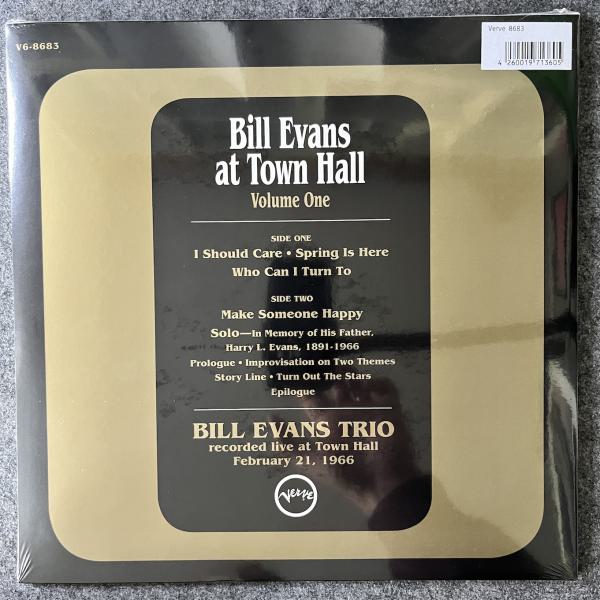 V6-8683
Verve 8683
4 260019 713605
Bill Evans
at Town Hall
Volume One
SIDE ONE
I Should Care • Spring Is Here
Who Can I Turn To
SIDE TWO
Make Someone Happy
Solo—In Memory of His Father,
Harry L. Evans, 1891-1966
Prologue • Improvisation on Two Themes
Story Line • Turn Out The Stars
Epilogue
BILL EVANS TRIO
recorded live at Town Hall
February 21, 1966
Verve